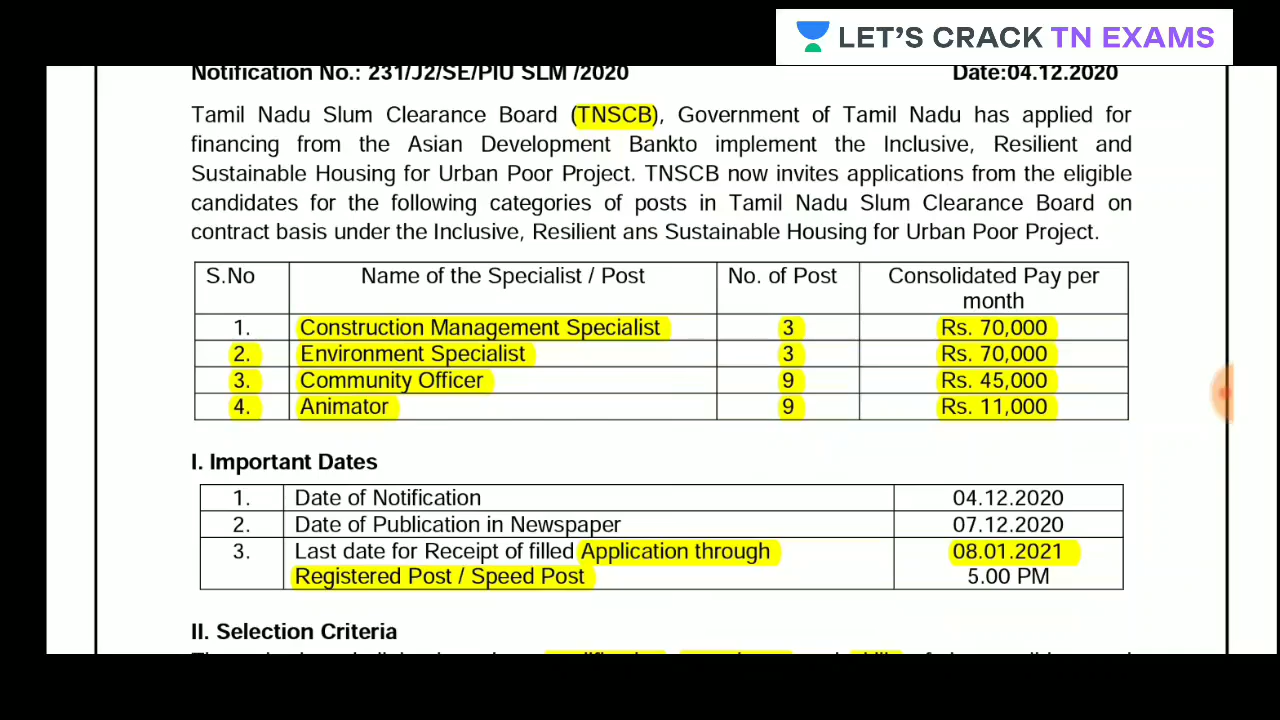 LET'S CRACK TN EXAMS
Notification No.: 231/J2/SE/PIU SLM /2020 Date:04.12.2020
Tamil Nadu Slum Clearance Board (TNSCB), Government of Tamil Nadu has applied for
financing from the Asian Development Bankto implement the Inclusive, Resilient and
Sustainable Housing for Urban Poor Project. TNSCB now invites applications from the eligible
candidates for the following categories of posts in Tamil Nadu Slum Clearance Board on
contract basis under the Inclusive, Resilient ans Sustainable Housing for Urban Poor Project.
S.No Name of the Specialist / Post No. of Post Consolidated Pay per
month
1. Construction Management Specialist 3 Rs. 70,000
2. Environment Specialist 3 Rs. 70,000
3. Community Officer 9 Rs. 45,000
4. Animator 9 Rs. 11,000
I. Important Dates
1. Date of Notification 04.12.2020
2. Date of Publication in Newspaper 07.12.2020
3. Last date for Receipt of filled Application through 08.01.2021
Registered Post / Speed Post 5.00 PM
II. Selection Criteria